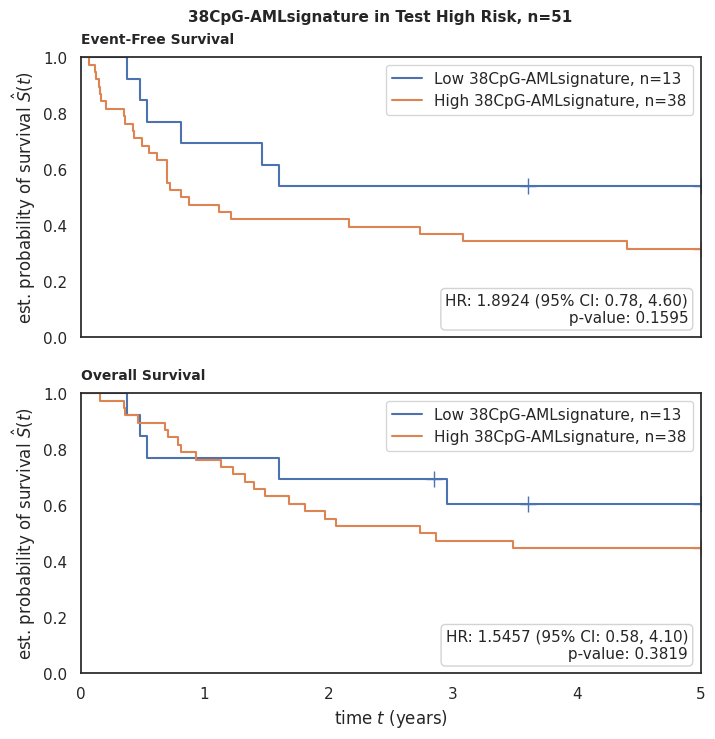 38CpG-AMLsignature in Test High Risk, n=51
Event-Free Survival
est. probability of survival Ŝ(t)
1.0
0.8
0.6
0.4
0.2
0.0
Low 38CpG-AMLsignature, n=13
High 38CpG-AMLsignature, n=38
HR: 1.8924 (95% CI: 0.78, 4.60)
p-value: 0.1595
Overall Survival
est. probability of survival Ŝ(t)
1.0
0.8
0.6
0.4
0.2
0.0
Low 38CpG-AMLsignature, n=13
High 38CpG-AMLsignature, n=38
HR: 1.5457 (95% CI: 0.58, 4.10)
p-value: 0.3819
0 1 2 3 4 5
time t (years)